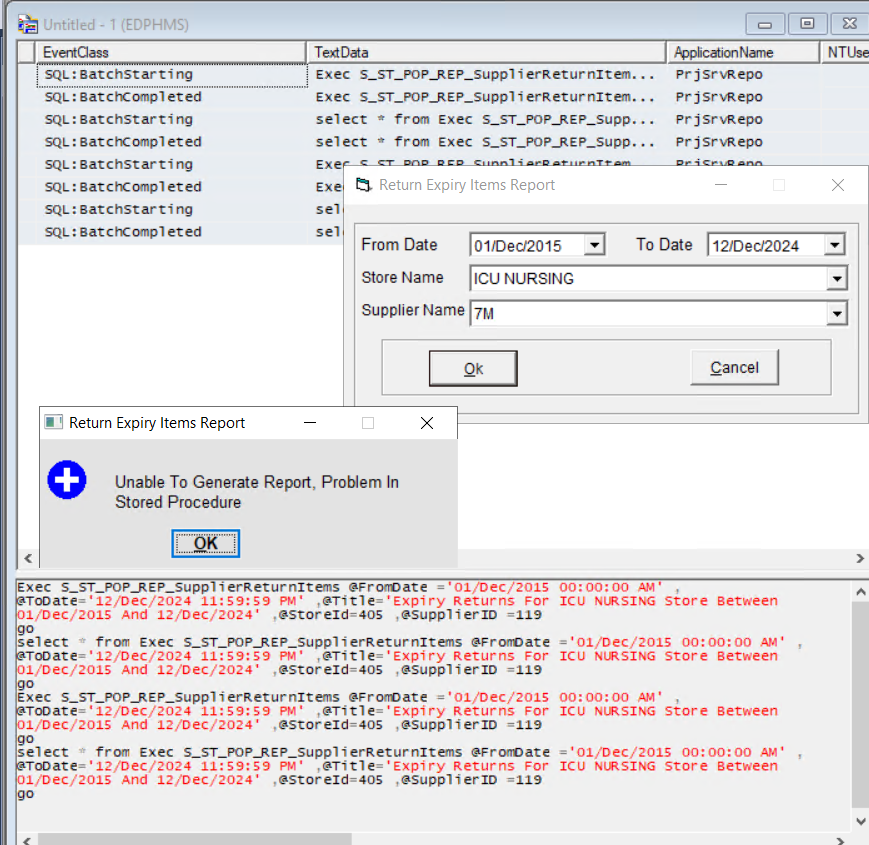 Untitled - 1 (EDPHMS)
EventClass TextData ApplicationName NTUse
SQL:BatchStarting Exec S_ST_POP_REP_SupplierReturnItem... PrjSrvRepo
SQL:BatchCompleted Exec S_ST_POP_REP_SupplierReturnItem... PrjSrvRepo
SQL:BatchStarting select * from Exec S_ST_POP_REP_Supp... PrjSrvRepo
SQL:BatchCompleted select * from Exec S_ST_POP_REP_Supp... PrjSrvRepo
SQL:BatchStarting Exec S_ST_POP_REP_SupplierReturnItem... PrjSrvRepo
SQL:BatchCompleted Exe
SQL:BatchStarting sel
SQL:BatchCompleted sel
Return Expiry Items Report
From Date 01/Dec/2015 To Date 12/Dec/2024
Store Name ICU NURSING
Supplier Name 7M
Ok Cancel
Return Expiry Items Report
Unable To Generate Report, Problem In
Stored Procedure
OK
Exec S_ST_POP_REP_SupplierReturnItems @FromDate ='01/Dec/2015 00:00:00 AM' ,
@ToDate='12/Dec/2024 11:59:59 PM' ,@Title='Expiry Returns For ICU NURSING Store Between
01/Dec/2015 And 12/Dec/2024' ,@StoreId=405 ,@SupplierID =119
go
select * from Exec S_ST_POP_REP_SupplierReturnItems @FromDate ='01/Dec/2015 00:00:00 AM' ,
@ToDate='12/Dec/2024 11:59:59 PM' ,@Title='Expiry Returns For ICU NURSING Store Between
01/Dec/2015 And 12/Dec/2024' ,@StoreId=405 ,@SupplierID =119
go
Exec S_ST_POP_REP_SupplierReturnItems @FromDate ='01/Dec/2015 00:00:00 AM' ,
@ToDate='12/Dec/2024 11:59:59 PM' ,@Title='Expiry Returns For ICU NURSING Store Between
01/Dec/2015 And 12/Dec/2024' ,@StoreId=405 ,@SupplierID =119
go
select * from Exec S_ST_POP_REP_SupplierReturnItems @FromDate ='01/Dec/2015 00:00:00 AM' ,
@ToDate='12/Dec/2024 11:59:59 PM' ,@Title='Expiry Returns For ICU NURSING Store Between
01/Dec/2015 And 12/Dec/2024' ,@StoreId=405 ,@SupplierID =119
go